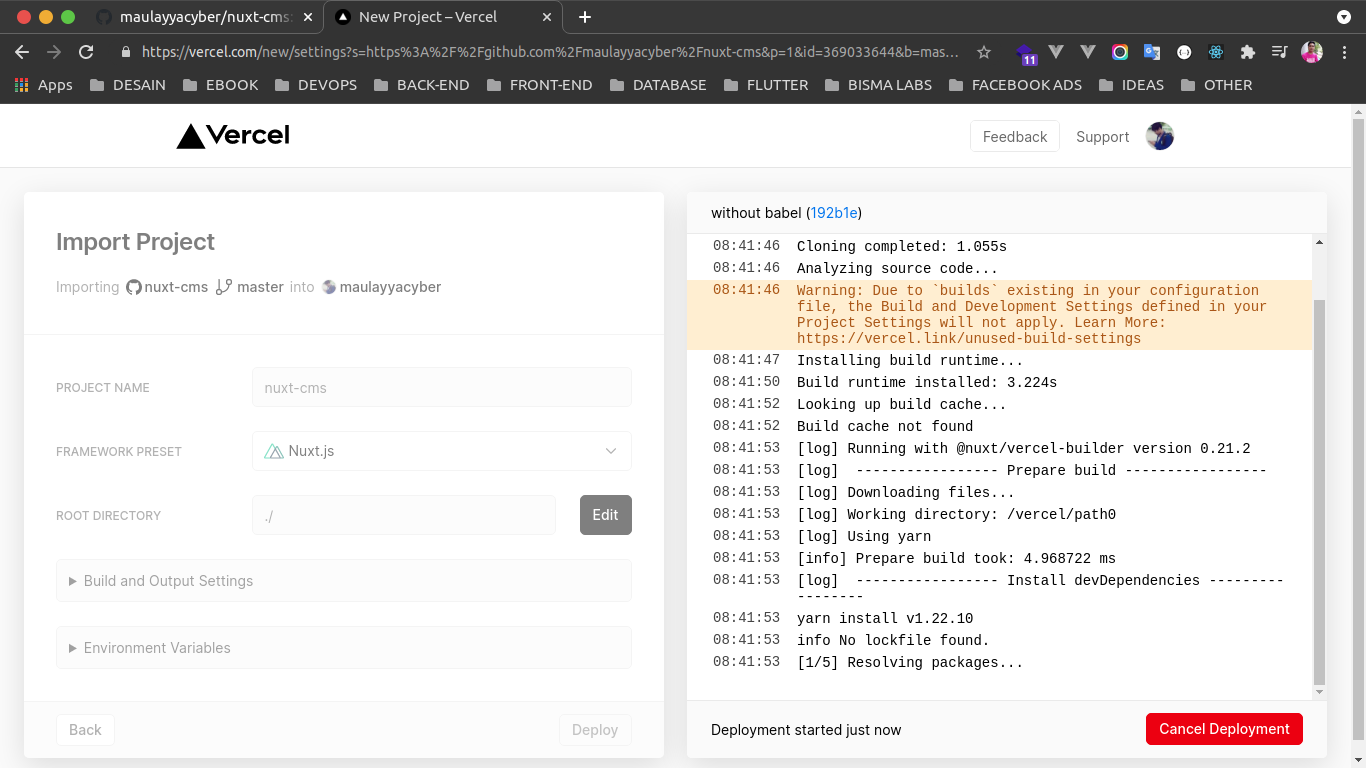 maulayyacyber/nuxt-cms:
New Project – Vercel
https://vercel.com/new/settings?s=https%3A%2F%2Fgithub.com%2Fmaulayyacyber%2Fnuxt-cms&p=1&id=369033644&b=mas...
11
Apps DESAIN EBOOK DEVOPS BACK-END FRONT-END DATABASE FLUTTER BISMA LABS FACEBOOK ADS IDEAS OTHER
Vercel
Feedback
Support
Import Project
Importing nuxt-cms master into maulayyacyber
PROJECT NAME
nuxt-cms
FRAMEWORK PRESET
Nuxt.js
ROOT DIRECTORY
./
Edit
Build and Output Settings
Environment Variables
Back
Deploy
without babel (192b1e)
08:41:46 Cloning completed: 1.055s
08:41:46 Analyzing source code...
08:41:46 Warning: Due to `builds` existing in your configuration
file, the Build and Development Settings defined in your
Project Settings will not apply. Learn More:
https://vercel.link/unused-build-settings
08:41:47 Installing build runtime...
08:41:50 Build runtime installed: 3.224s
08:41:52 Looking up build cache...
08:41:52 Build cache not found
08:41:53 [log] Running with @nuxt/vercel-builder version 0.21.2
08:41:53 [log]  ----------------- Prepare build -----------------
08:41:53 [log] Downloading files...
08:41:53 [log] Working directory: /vercel/path0
08:41:53 [log] Using yarn
08:41:53 [info] Prepare build took: 4.968722 ms
08:41:53 [log]  ----------------- Install devDependencies ---------
--------
08:41:53 yarn install v1.22.10
08:41:53 info No lockfile found.
08:41:53 [1/5] Resolving packages...
Deployment started just now
Cancel Deployment